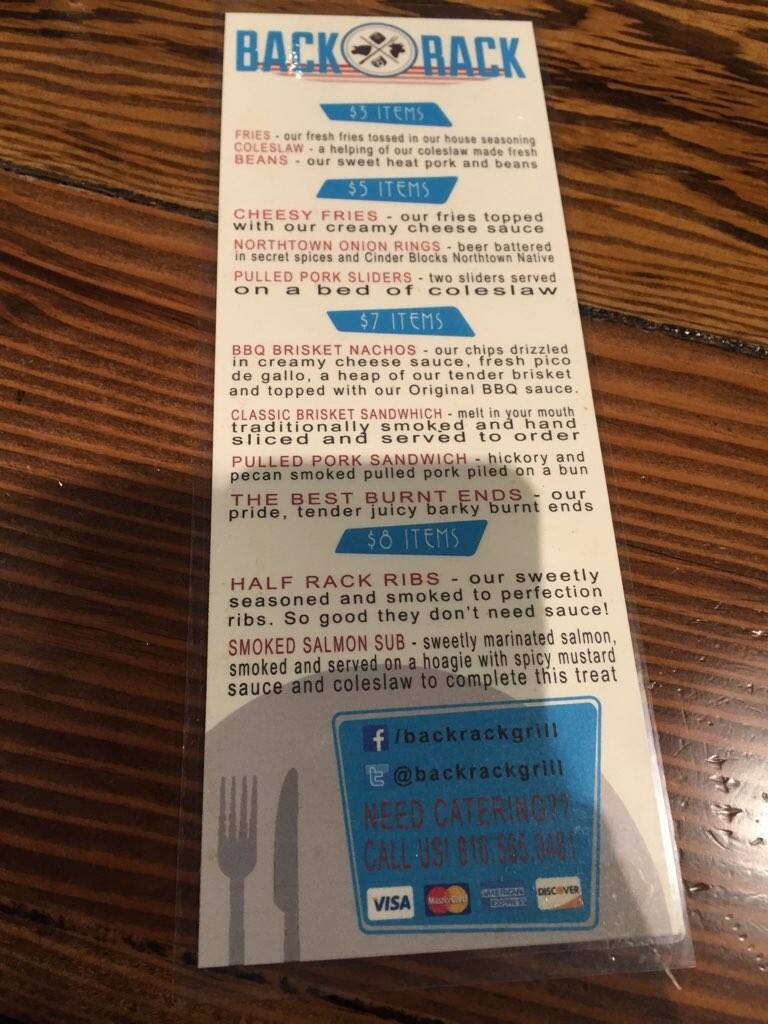 BACK RACK
$3 ITEMS
FRIES - our fresh fries tossed in our house seasoning
COLESLAW - a helping of our coleslaw made fresh
BEANS - our sweet heat pork and beans
$5 ITEMS
CHEESY FRIES - our fries topped
with our creamy cheese sauce
NORTHTOWN ONION RINGS - beer battered
in secret spices and Cinder Blocks Northtown Native
PULLED PORK SLIDERS - two sliders served
on a bed of coleslaw
$7 ITEMS
BBQ BRISKET NACHOS - our chips drizzled
in creamy cheese sauce, fresh pico
de gallo, a heap of our tender brisket
and topped with our Original BBQ sauce.
CLASSIC BRISKET SANDWHICH - melt in your mouth
traditionally smoked and hand
sliced and served to order
PULLED PORK SANDWICH - hickory and
pecan smoked pulled pork piled on a bun
THE BEST BURNT ENDS - our
pride, tender juicy barky burnt ends
$8 ITEMS
HALF RACK RIBS - our sweetly
seasoned and smoked to perfection
ribs. So good they don't need sauce!
SMOKED SALMON SUB - sweetly marinated salmon,
smoked and served on a hoagie with spicy mustard
sauce and coleslaw to complete this treat
f /backrackgrill
t @backrackgrill
NEED CATERING??
CALL US!
VISA MasterCard AMERICAN EXPRESS DISCOVER